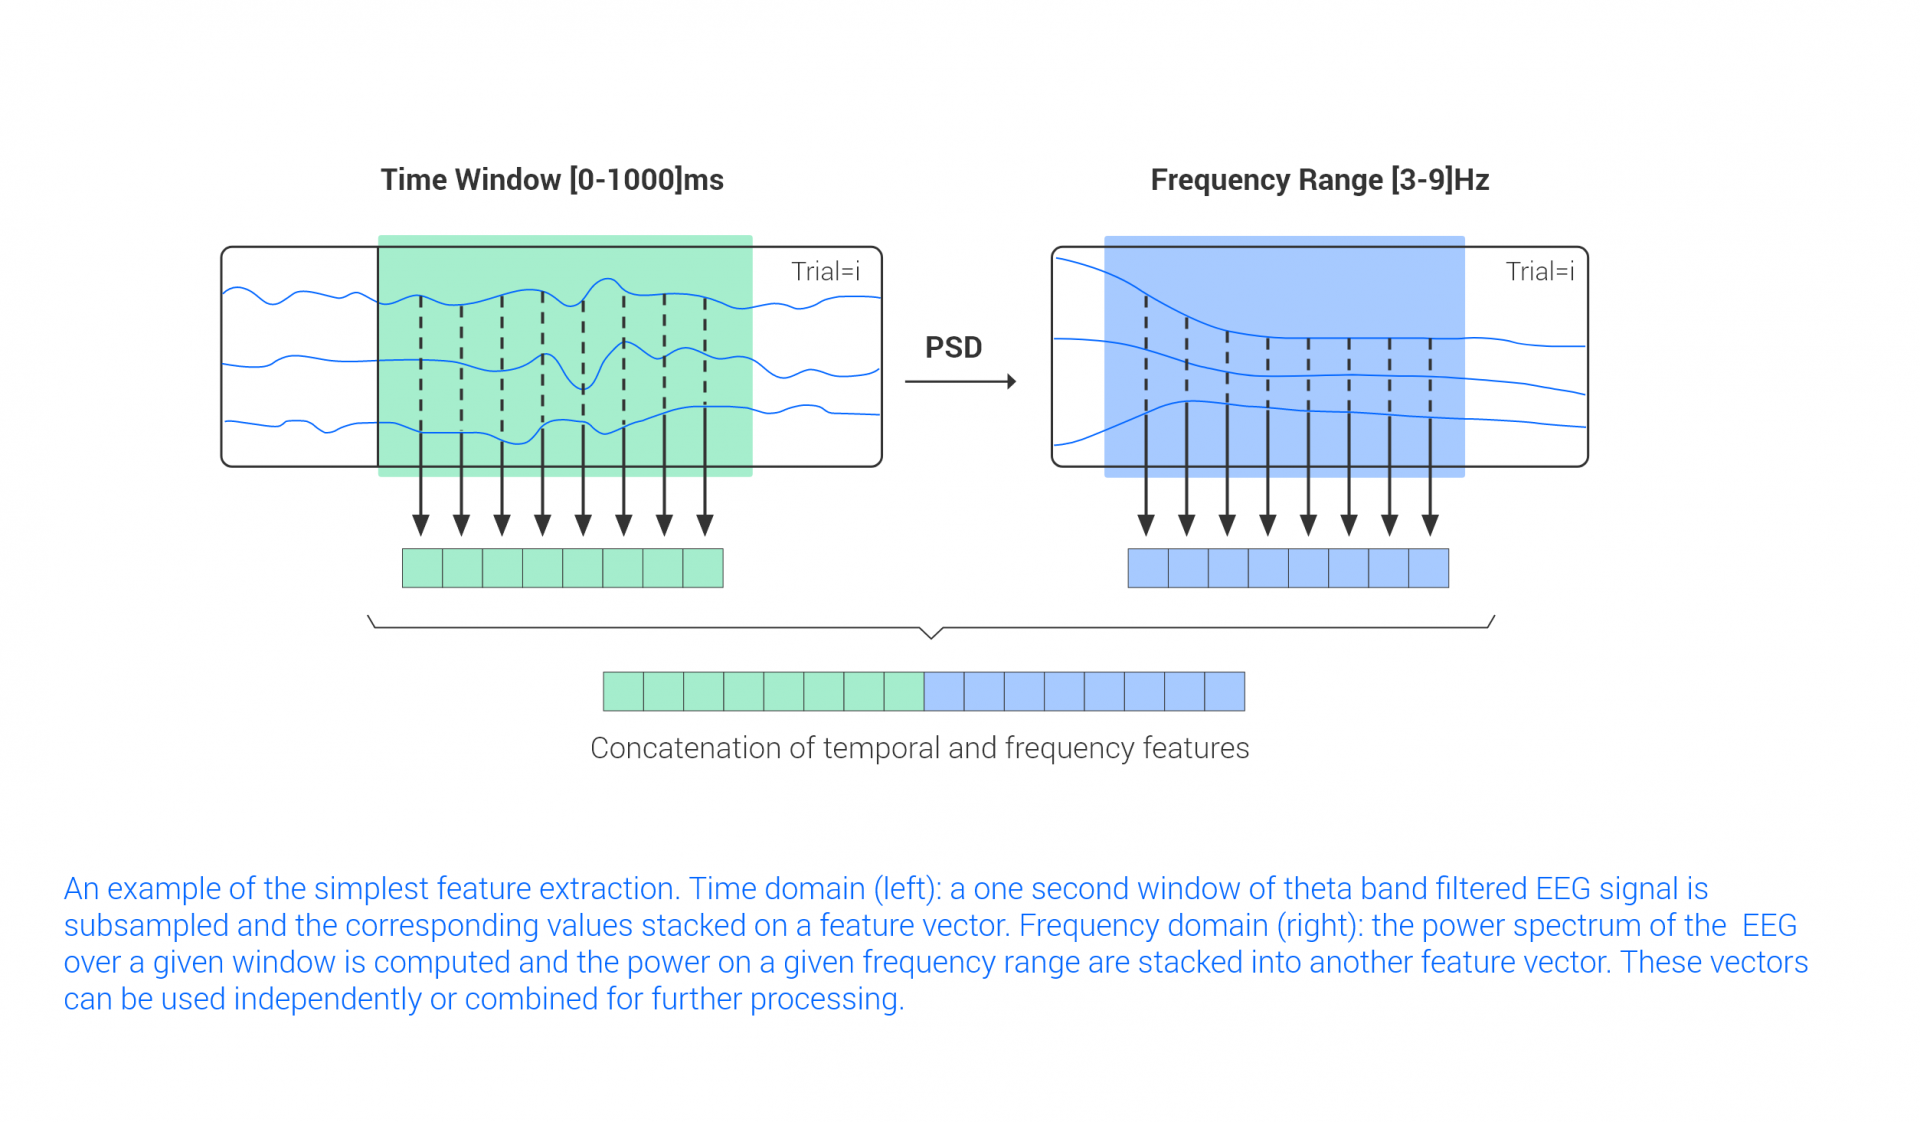 Time Window [0-1000]ms
Frequency Range [3-9]Hz
Trial=i
Trial=i
PSD
Concatenation of temporal and frequency features
An example of the simplest feature extraction. Time domain (left): a one second window of theta band filtered EEG signal is
subsampled and the corresponding values stacked on a feature vector. Frequency domain (right): the power spectrum of the  EEG
over a given window is computed and the power on a given frequency range are stacked into another feature vector. These vectors
can be used independently or combined for further processing.